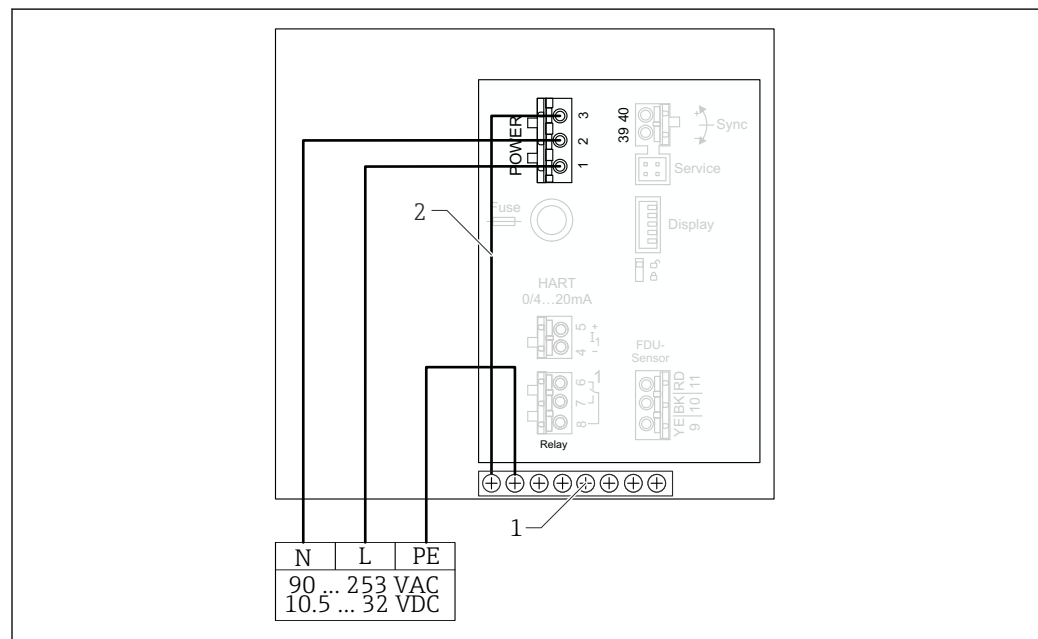 POWER
3
2
1
39 40
+
-
Sync
Service
Fuse
2
Display
HART
0/4...20mA
5 +
I1
4 -
FDU-
Sensor
6
7
8
1
Relay
YE BK RD
9 10 11
1
N L PE
90 ... 253 VAC
10.5 ... 32 VDC